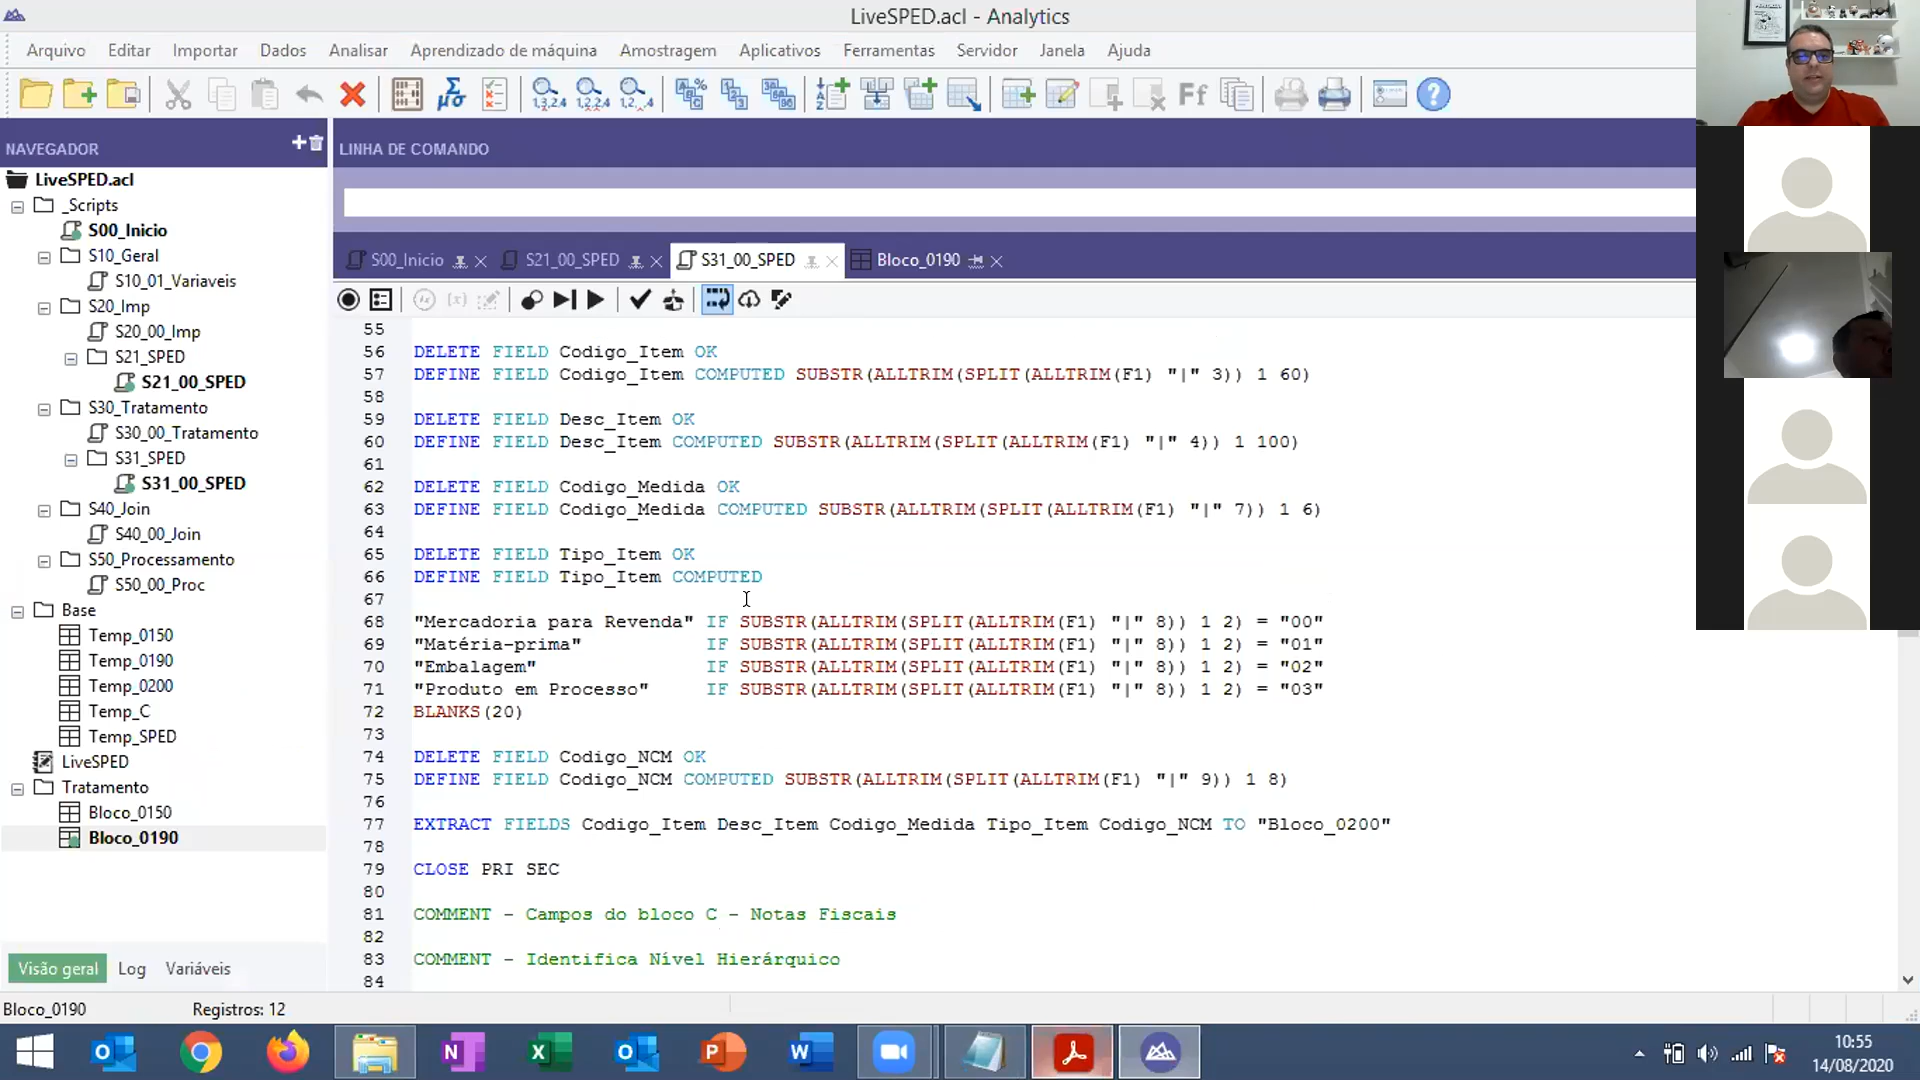 LiveSPED.acl - Analytics
Arquivo Editar Importar Dados Analisar Aprendizado de máquina Amostragem Aplicativos Ferramentas Servidor Janela Ajuda
NAVEGADOR
LINHA DE COMANDO
LiveSPED.acl
_Scripts
S00_Inicio
S10_Geral
S10_01_Variaveis
S20_Imp
S20_00_Imp
S21_SPED
S21_00_SPED
S30_Tratamento
S30_00_Tratamento
S31_SPED
S31_00_SPED
S40_Join
S40_00_Join
S50_Processamento
S50_00_Proc
Base
Temp_0150
Temp_0190
Temp_0200
Temp_C
Temp_SPED
LiveSPED
Tratamento
Bloco_0150
Bloco_0190
S00_Inicio S21_00_SPED S31_00_SPED Bloco_0190
55
56 DELETE FIELD Codigo_Item OK
57 DEFINE FIELD Codigo_Item COMPUTED SUBSTR(ALLTRIM(SPLIT(ALLTRIM(F1) "|" 3)) 1 60)
58
59 DELETE FIELD Desc_Item OK
60 DEFINE FIELD Desc_Item COMPUTED SUBSTR(ALLTRIM(SPLIT(ALLTRIM(F1) "|" 4)) 1 100)
61
62 DELETE FIELD Codigo_Medida OK
63 DEFINE FIELD Codigo_Medida COMPUTED SUBSTR(ALLTRIM(SPLIT(ALLTRIM(F1) "|" 7)) 1 6)
64
65 DELETE FIELD Tipo_Item OK
66 DEFINE FIELD Tipo_Item COMPUTED
67
68 "Mercadoria para Revenda" IF SUBSTR(ALLTRIM(SPLIT(ALLTRIM(F1) "|" 8)) 1 2) = "00"
69 "Matéria-prima" IF SUBSTR(ALLTRIM(SPLIT(ALLTRIM(F1) "|" 8)) 1 2) = "01"
70 "Embalagem" IF SUBSTR(ALLTRIM(SPLIT(ALLTRIM(F1) "|" 8)) 1 2) = "02"
71 "Produto em Processo" IF SUBSTR(ALLTRIM(SPLIT(ALLTRIM(F1) "|" 8)) 1 2) = "03"
72 BLANKS(20)
73
74 DELETE FIELD Codigo_NCM OK
75 DEFINE FIELD Codigo_NCM COMPUTED SUBSTR(ALLTRIM(SPLIT(ALLTRIM(F1) "|" 9)) 1 8)
76
77 EXTRACT FIELDS Codigo_Item Desc_Item Codigo_Medida Tipo_Item Codigo_NCM TO "Bloco_0200"
78
79 CLOSE PRI SEC
80
81 COMMENT - Campos do bloco C - Notas Fiscais
82
83 COMMENT - Identifica Nível Hierárquico
84
Visão geral Log Variáveis
Bloco_0190 Registros: 12
10:55
14/08/2020